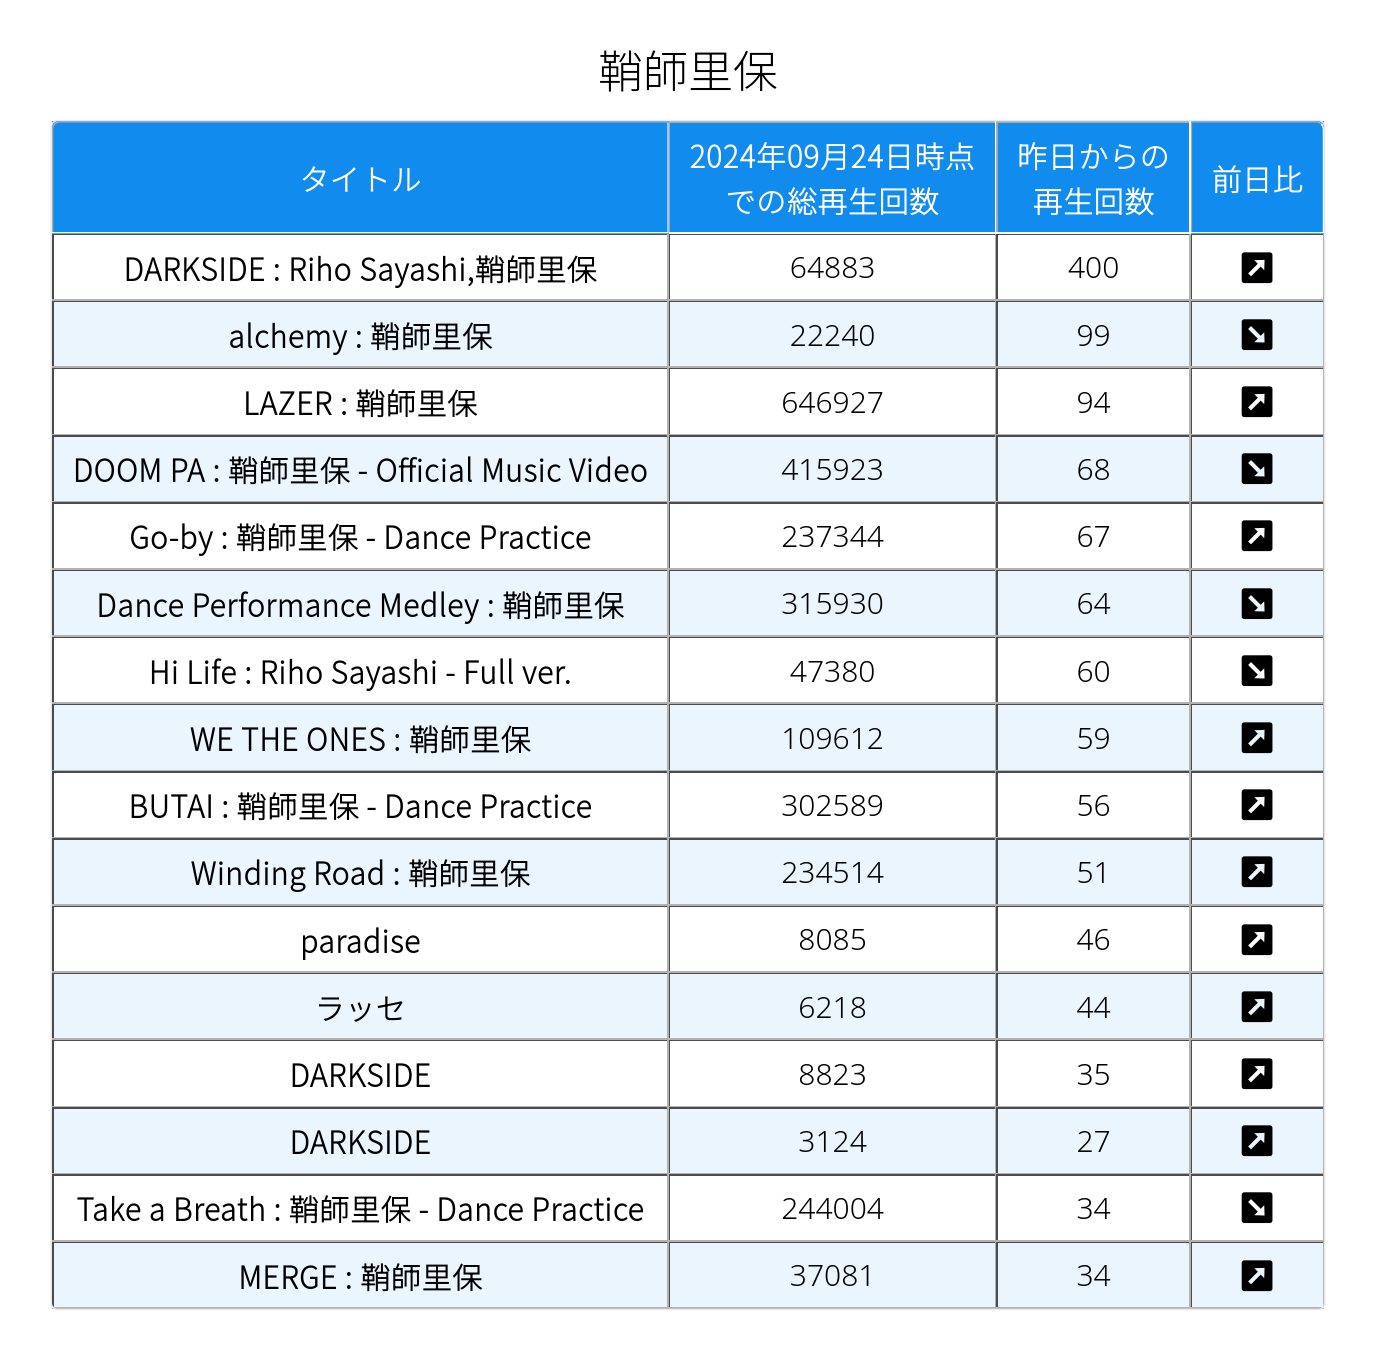 鞘師里保
タイトル 2024年09月24日時点での総再生回数 昨日からの再生回数 前日比
DARKSIDE : Riho Sayashi,鞘師里保 64883 400 ↗
alchemy : 鞘師里保 22240 99 ↘
LAZER : 鞘師里保 646927 94 ↗
DOOM PA : 鞘師里保 - Official Music Video 415923 68 ↘
Go-by : 鞘師里保 - Dance Practice 237344 67 ↗
Dance Performance Medley : 鞘師里保 315930 64 ↘
Hi Life : Riho Sayashi - Full ver. 47380 60 ↘
WE THE ONES : 鞘師里保 109612 59 ↗
BUTAI : 鞘師里保 - Dance Practice 302589 56 ↗
Winding Road : 鞘師里保 234514 51 ↗
paradise 8085 46 ↗
ラッセ 6218 44 ↗
DARKSIDE 8823 35 ↗
DARKSIDE 3124 27 ↗
Take a Breath : 鞘師里保 - Dance Practice 244004 34 ↘
MERGE : 鞘師里保 37081 34 ↗